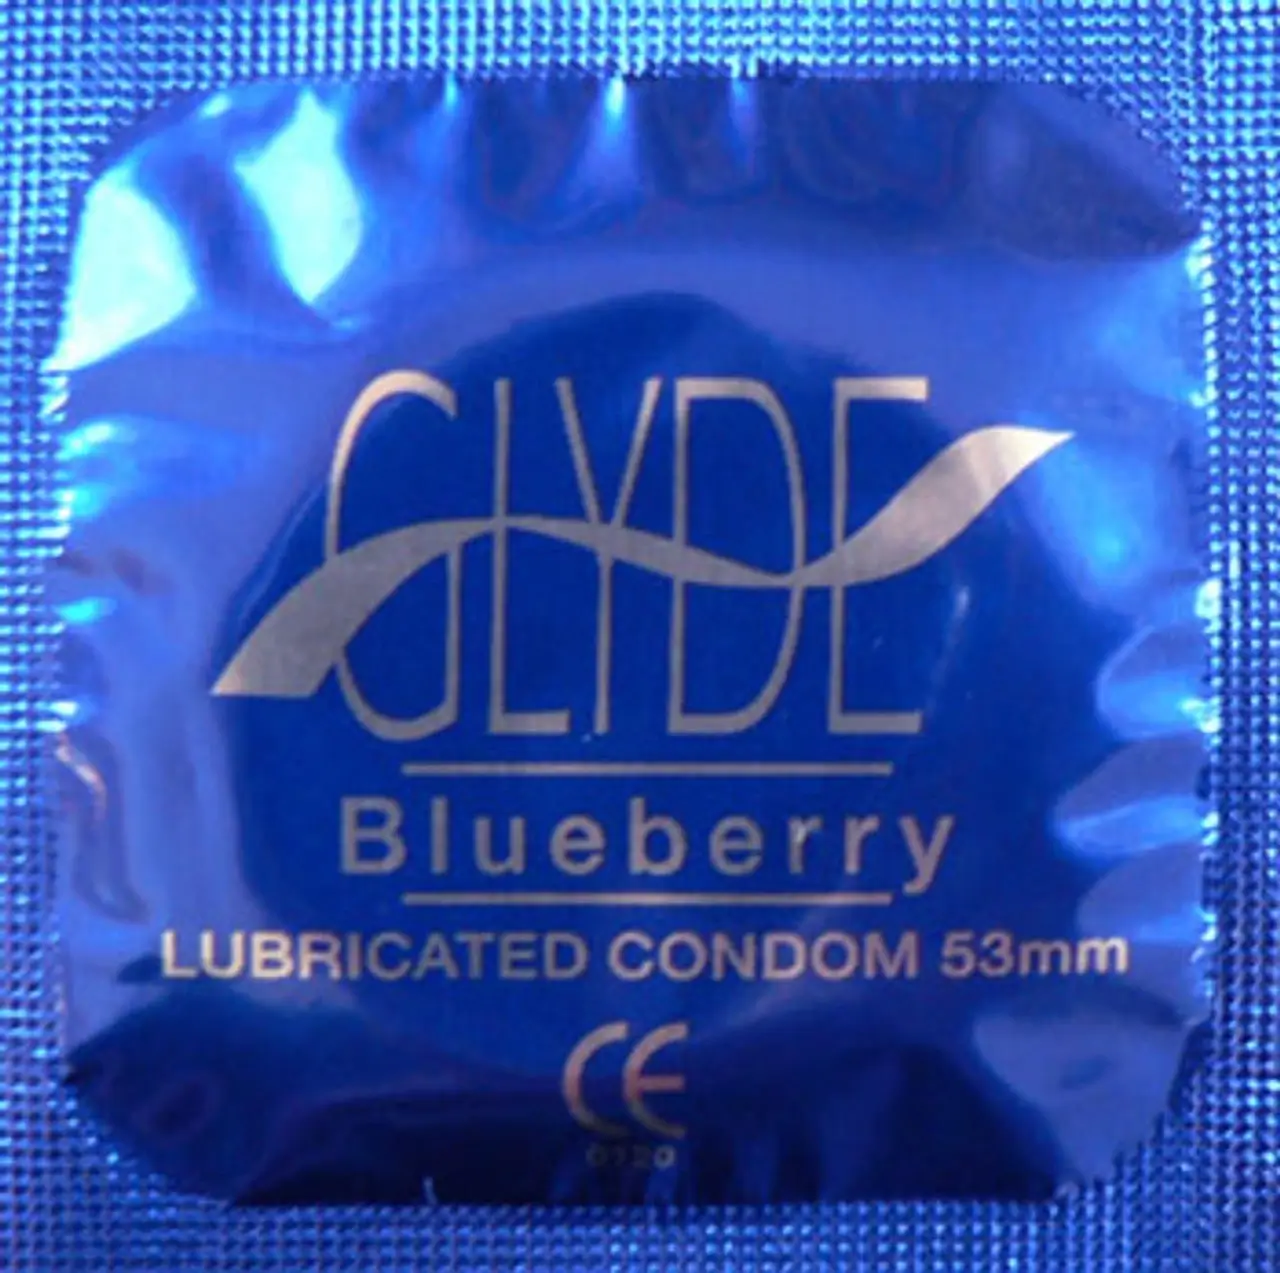 GLYDE
Blueberry
LUBRICATED CONDOM 53mm
CE
0120